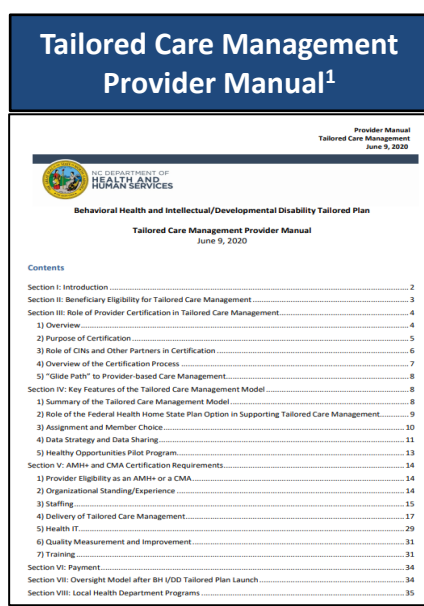 Tailored Care Management
Provider Manual1
Provider Manual
Tailored Care Management
June 9, 2020
NC DEPARTMENT OF
HEALTH AND
HUMAN SERVICES
Behavioral Health and Intellectual/Developmental Disability Tailored Plan
Tailored Care Management Provider Manual
June 9, 2020
Contents
Section I: Introduction 2
Section II: Beneficiary Eligibility for Tailored Care Management 3
Section III: Role of Provider Certification in Tailored Care Management 4
1) Overview 4
2) Purpose of Certification 5
3) Role of CINs and Other Partners in Certification 6
4) Overview of the Certification Process 7
5) “Glide Path” to Provider-based Care Management 8
Section IV: Key Features of the Tailored Care Management Model 8
1) Summary of the Tailored Care Management Model 8
2) Role of the Federal Health Home State Plan Option in Supporting Tailored Care Management 9
3) Assignment and Member Choice 10
4) Data Strategy and Data Sharing 11
5) Healthy Opportunities Pilot Program 13
Section V: AMH+ and CMA Certification Requirements 14
1) Provider Eligibility as an AMH+ or a CMA 14
2) Organizational Standing/Experience 14
3) Staffing 15
4) Delivery of Tailored Care Management 17
5) Health IT 29
6) Quality Measurement and Improvement 31
7) Training 31
Section VI: Payment 34
Section VII: Oversight Model after BH I/DD Tailored Plan Launch 34
Section VIII: Local Health Department Programs 35